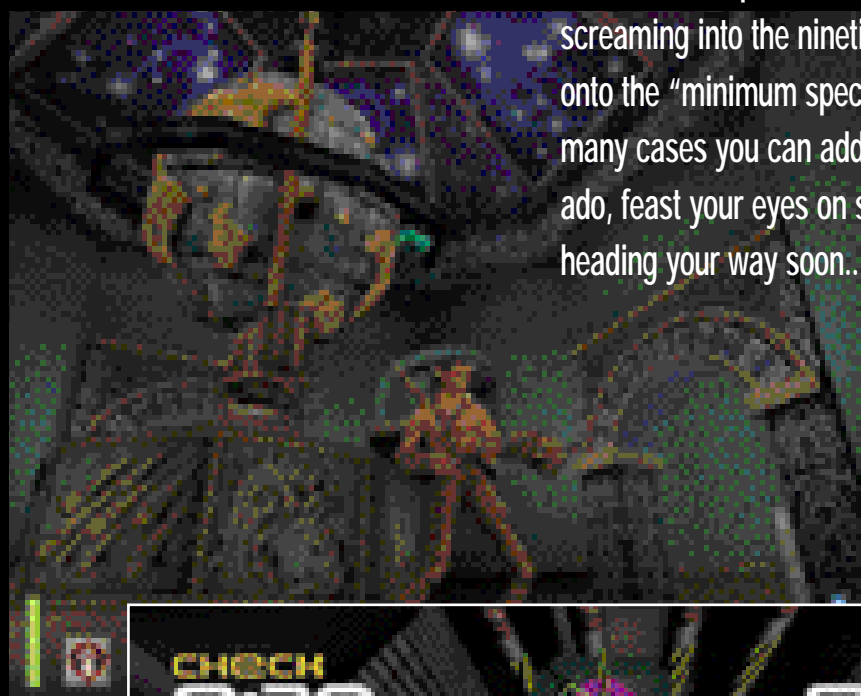 screaming into the nineti
onto the “minimum spec
many cases you can add
ado, feast your eyes on s
heading your way soon..
CHECK